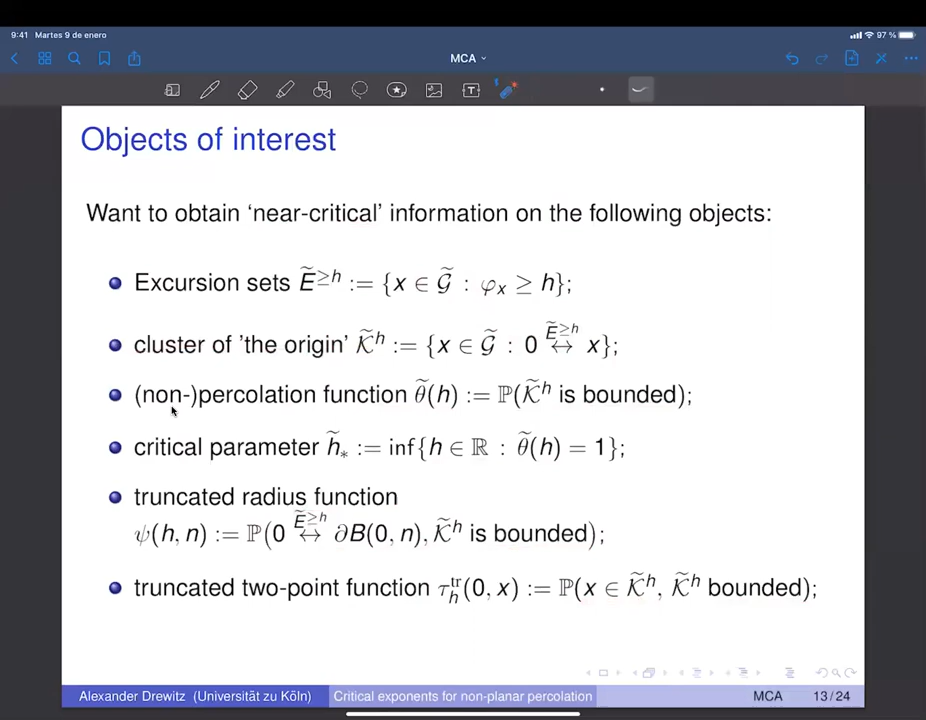 9:41 Martes 9 de enero
97 %
MCA
Objects of interest
Want to obtain ‘near-critical’ information on the following objects:
Excursion sets Ẽ^{≥h} := {x ∈ G̃ : φ_x ≥ h};
cluster of 'the origin' K̃^h := {x ∈ G̃ : 0 ↔^{Ẽ^{≥h}} x};
(non-)percolation function θ̃(h) := ℙ(K̃^h is bounded);
critical parameter h̃_* := inf{h ∈ ℝ : θ̃(h) = 1};
truncated radius function
ψ(h, n) := ℙ(0 ↔^{Ẽ^{≥h}} ∂B(0, n), K̃^h is bounded);
truncated two-point function τ_h^{tr}(0, x) := ℙ(x ∈ K̃^h, K̃^h bounded);
Alexander Drewitz (Universität zu Köln) Critical exponents for non-planar percolation MCA 13 / 24